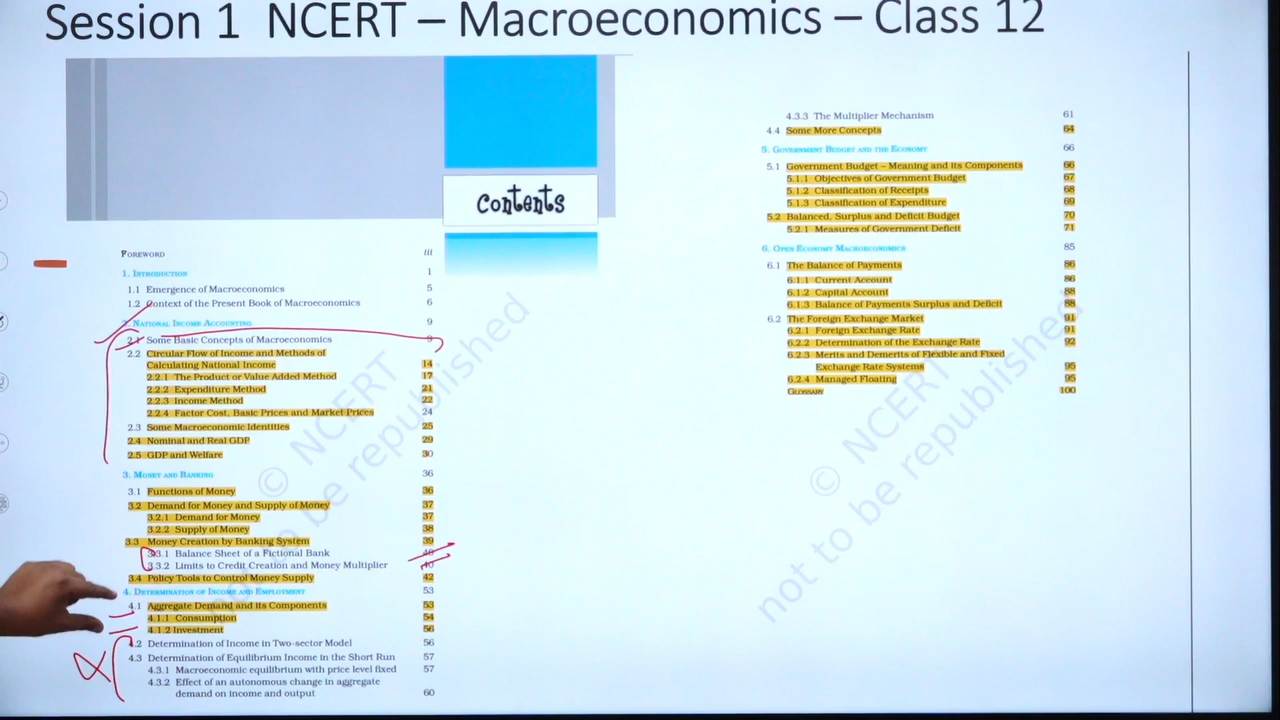 Session 1 NCERT – Macroeconomics – Class 12
contents
FOREWORD iii
1. INTRODUCTION 1
1.1 Emergence of Macroeconomics 5
1.2 Context of the Present Book of Macroeconomics 6
2. NATIONAL INCOME ACCOUNTING 9
2.1 Some Basic Concepts of Macroeconomics 9
2.2 Circular Flow of Income and Methods of
Calculating National Income 14
2.2.1 The Product or Value Added Method 17
2.2.2 Expenditure Method 21
2.2.3 Income Method 22
2.2.4 Factor Cost, Basic Prices and Market Prices 24
2.3 Some Macroeconomic Identities 25
2.4 Nominal and Real GDP 29
2.5 GDP and Welfare 30
3. MONEY AND BANKING 36
3.1 Functions of Money 36
3.2 Demand for Money and Supply of Money 37
3.2.1 Demand for Money 37
3.2.2 Supply of Money 38
3.3 Money Creation by Banking System 39
3.3.1 Balance Sheet of a Fictional Bank 40
3.3.2 Limits to Credit Creation and Money Multiplier 40
3.4 Policy Tools to Control Money Supply 42
4. DETERMINATION OF INCOME AND EMPLOYMENT 53
4.1 Aggregate Demand and its Components 53
4.1.1 Consumption 54
4.1.2 Investment 56
4.2 Determination of Income in Two-sector Model 56
4.3 Determination of Equilibrium Income in the Short Run 57
4.3.1 Macroeconomic equilibrium with price level fixed 57
4.3.2 Effect of an autonomous change in aggregate
demand on income and output 60
© NCERT
not to be republished
4.3.3 The Multiplier Mechanism 61
4.4 Some More Concepts 64
5. GOVERNMENT BUDGET AND THE ECONOMY 66
5.1 Government Budget – Meaning and its Components 66
5.1.1 Objectives of Government Budget 67
5.1.2 Classification of Receipts 68
5.1.3 Classification of Expenditure 69
5.2 Balanced, Surplus and Deficit Budget 70
5.2.1 Measures of Government Deficit 71
6. OPEN ECONOMY MACROECONOMICS 85
6.1 The Balance of Payments 86
6.1.1 Current Account 86
6.1.2 Capital Account 88
6.1.3 Balance of Payments Surplus and Deficit 88
6.2 The Foreign Exchange Market 91
6.2.1 Foreign Exchange Rate 91
6.2.2 Determination of the Exchange Rate 92
6.2.3 Merits and Demerits of Flexible and Fixed
Exchange Rate Systems 95
6.2.4 Managed Floating 95
GLOSSARY 100
© NCERT
not to be republished